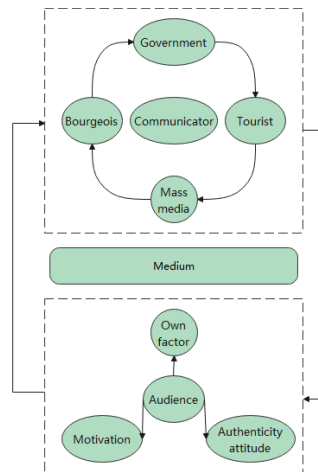 Government
Bourgeois
Communicator
Tourist
Mass
media
Medium
Own
factor
Audience
Motivation
Authenticity
attitude